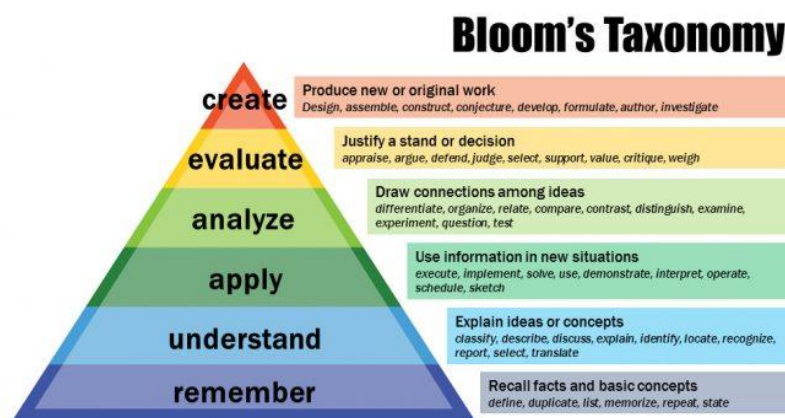 Bloom's Taxonomy
create
Produce new or original work
Design, assemble, construct, conjecture, develop, formulate, author, investigate
evaluate
Justify a stand or decision
appraise, argue, defend, judge, select, support, value, critique, weigh
analyze
Draw connections among ideas
differentiate, organize, relate, compare, contrast, distinguish, examine,
experiment, question, test
apply
Use information in new situations
execute, implement, solve, use, demonstrate, interpret, operate,
schedule, sketch
understand
Explain ideas or concepts
classify, describe, discuss, explain, identify, locate, recognize,
report, select, translate
remember
Recall facts and basic concepts
define, duplicate, list, memorize, repeat, state